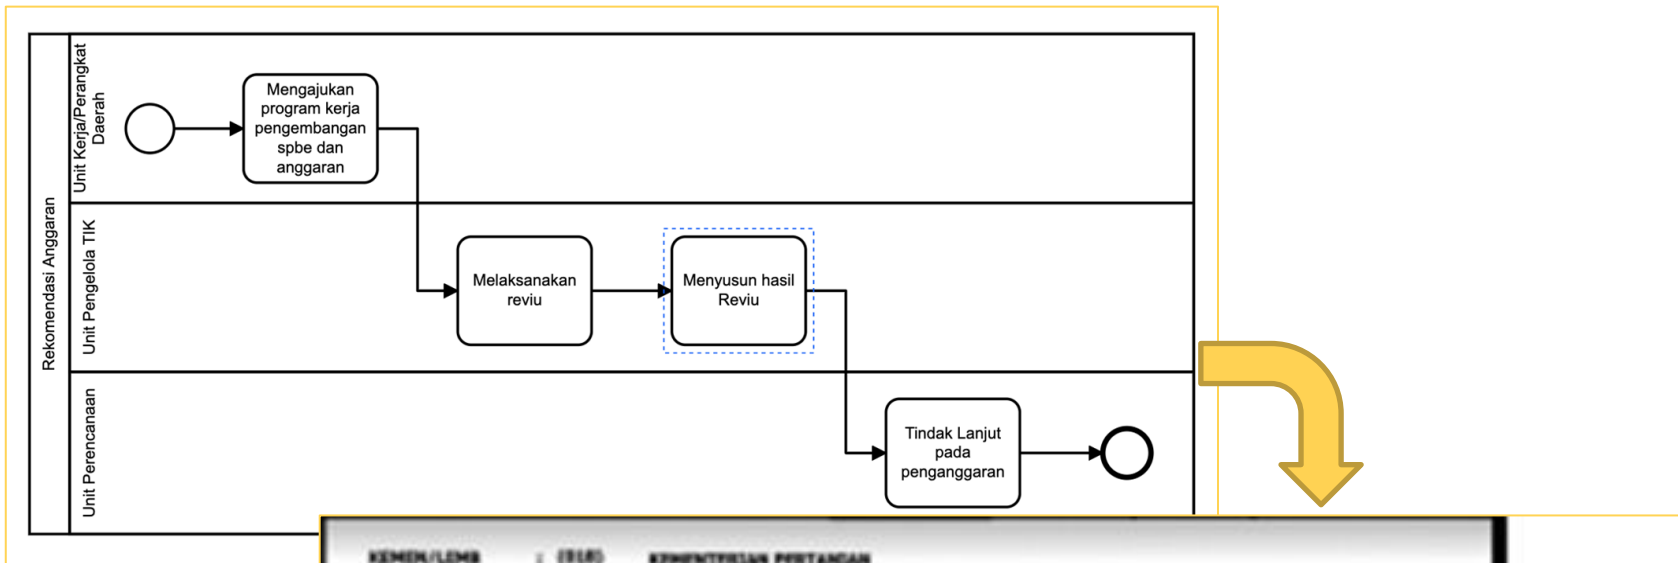 Rekomendasi Anggaran
Unit Kerja/Perangkat
Daerah
Mengajukan
program kerja
pengembangan
spbe dan
anggaran
Unit Pengelola TIK
Melaksanakan
reviu
Menyusun hasil
Reviu
Unit Perencanaan
Tindak Lanjut
pada
penganggaran
KEMEN/LEMB : (018) KEMENTERIAN PERTANIAN